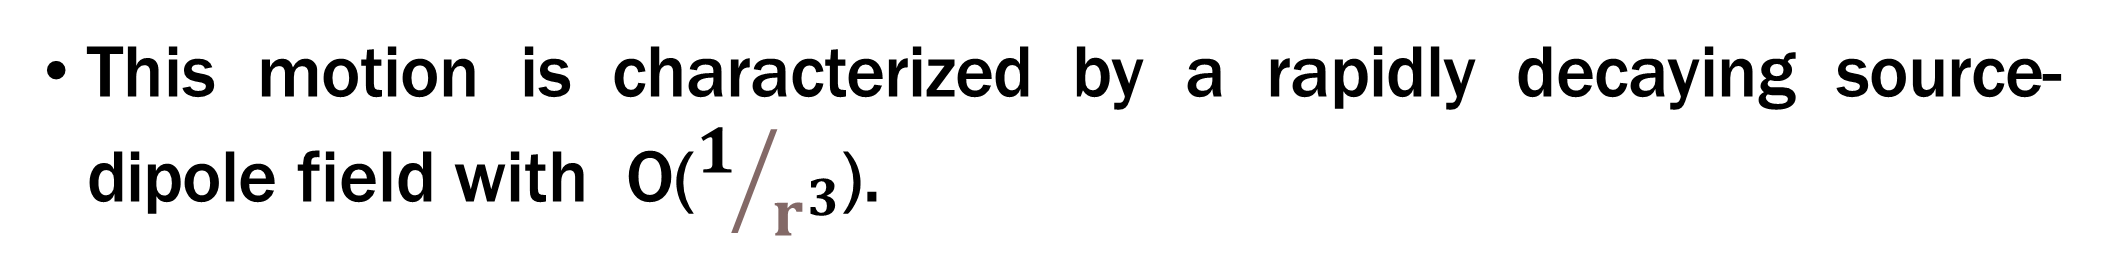 • This motion is characterized by a rapidly decaying source-
dipole field with O(1/r³).